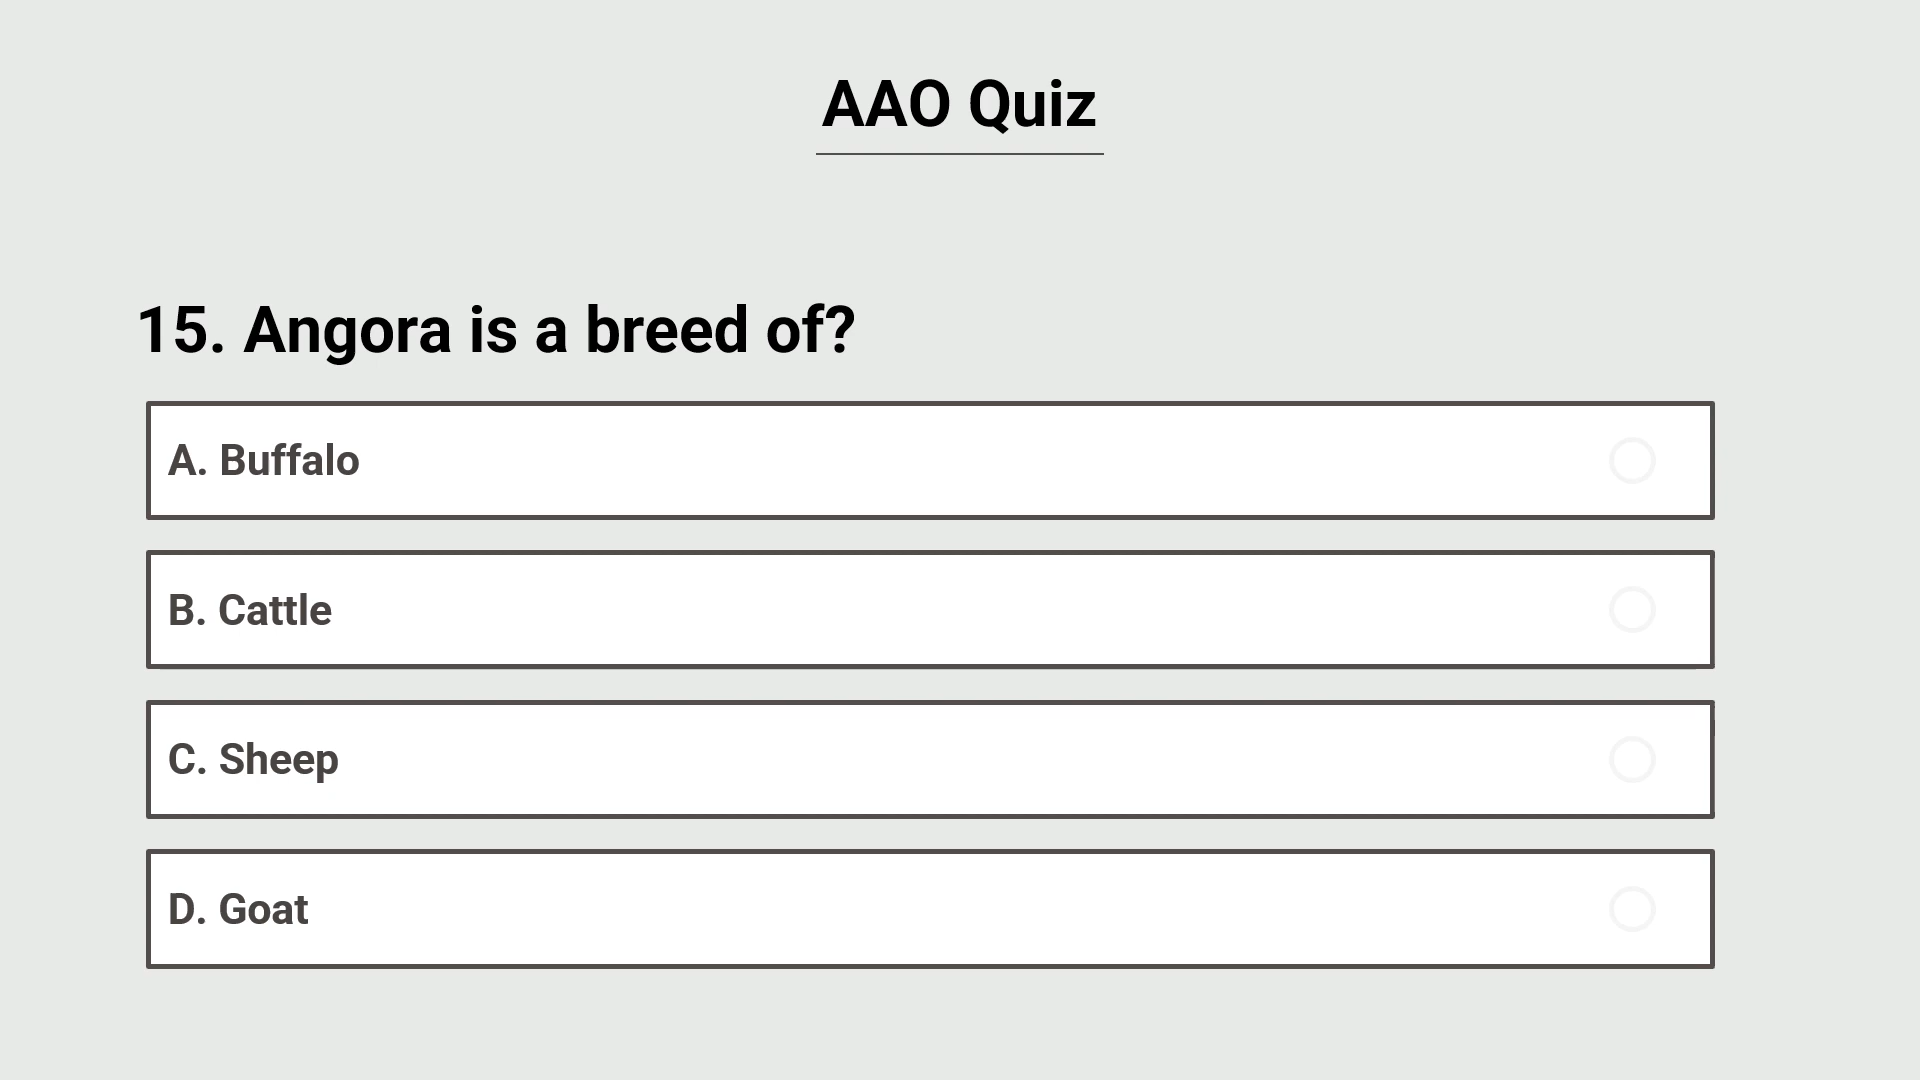 AAO Quiz
15. Angora is a breed of?
A. Buffalo
B. Cattle
C. Sheep
D. Goat